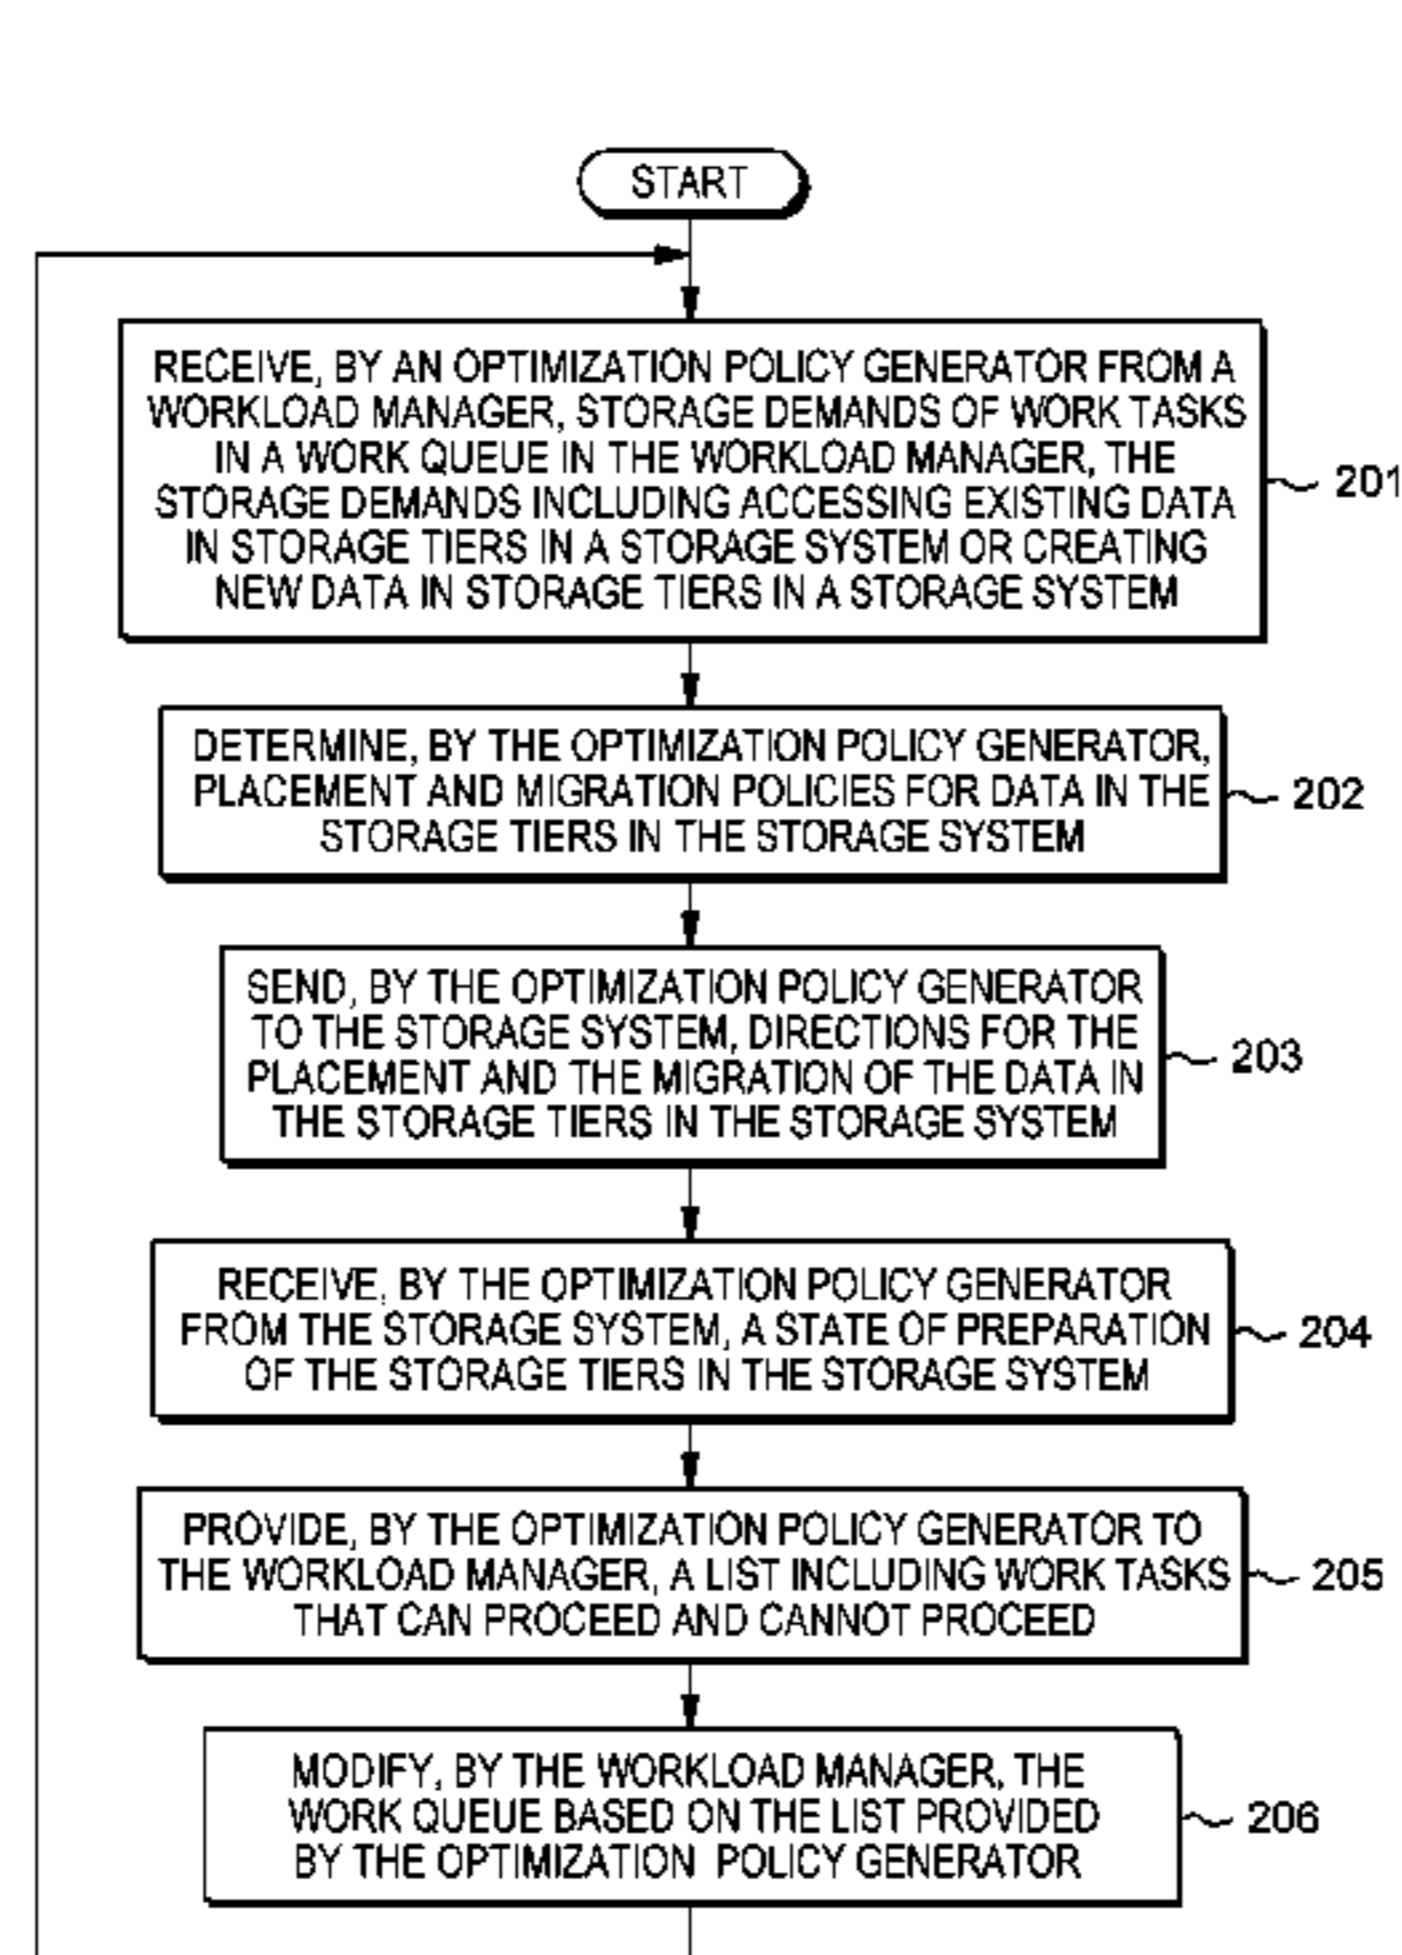 START
RECEIVE, BY AN OPTIMIZATION POLICY GENERATOR FROM A
WORKLOAD MANAGER, STORAGE DEMANDS OF WORK TASKS
IN A WORK QUEUE IN THE WORKLOAD MANAGER, THE
STORAGE DEMANDS INCLUDING ACCESSING EXISTING DATA
IN STORAGE TIERS IN A STORAGE SYSTEM OR CREATING
NEW DATA IN STORAGE TIERS IN A STORAGE SYSTEM
201
DETERMINE, BY THE OPTIMIZATION POLICY GENERATOR,
PLACEMENT AND MIGRATION POLICIES FOR DATA IN THE
STORAGE TIERS IN THE STORAGE SYSTEM
202
SEND, BY THE OPTIMIZATION POLICY GENERATOR
TO THE STORAGE SYSTEM, DIRECTIONS FOR THE
PLACEMENT AND THE MIGRATION OF THE DATA IN
THE STORAGE TIERS IN THE STORAGE SYSTEM
203
RECEIVE, BY THE OPTIMIZATION POLICY GENERATOR
FROM THE STORAGE SYSTEM, A STATE OF PREPARATION
OF THE STORAGE TIERS IN THE STORAGE SYSTEM
204
PROVIDE, BY THE OPTIMIZATION POLICY GENERATOR TO
THE WORKLOAD MANAGER, A LIST INCLUDING WORK TASKS
THAT CAN PROCEED AND CANNOT PROCEED
205
MODIFY, BY THE WORKLOAD MANAGER, THE
WORK QUEUE BASED ON THE LIST PROVIDED
BY THE OPTIMIZATION POLICY GENERATOR
206